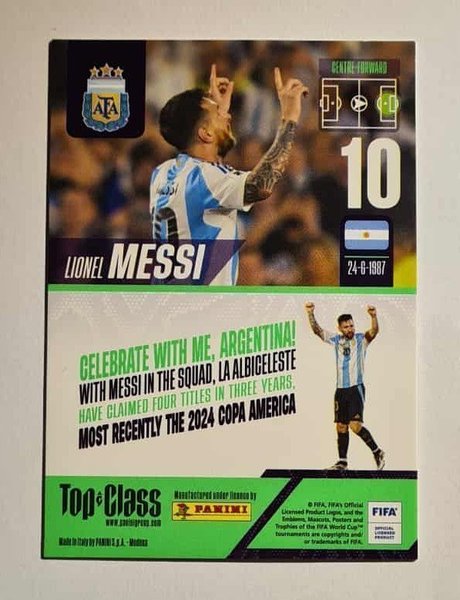 AFA
CENTRE-FORWARD
10
24-6-1987
LIONEL MESSI
CELEBRATE WITH ME, ARGENTINA!
WITH MESSI IN THE SQUAD, LA ALBICELESTE
HAVE CLAIMED FOUR TITLES IN THREE YEARS,
MOST RECENTLY THE 2024 COPA AMERICA
Top Class
www.paninigroup.com
Manufactured under licence by
PANINI
Made in Italy by PANINI S.p.A. - Modena
© FIFA, FIFA's Official
Licensed Product Logos, and the
Emblems, Mascots, Posters and
Trophies of the FIFA World Cup™
tournaments are copyrights and/
or trademarks of FIFA.
FIFA
OFFICIAL
LICENSED
PRODUCT